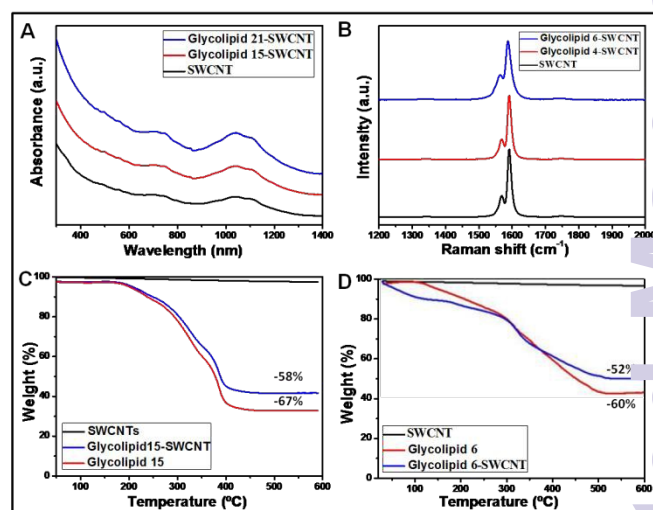 A
Glycolipid 21-SWCNT
Glycolipid 15-SWCNT
SWCNT
Absorbance (a.u.)
400 600 800 1000 1200 1400
Wavelength (nm)
B
Glycolipid 6-SWCNT
Glycolipid 4-SWCNT
SWCNT
Intensity (a.u.)
1200 1300 1400 1500 1600 1700 1800 1900 2000
Raman shift (cm⁻¹)
C
100
80
60
40
20
0
Weight (%)
-58%
-67%
SWCNTs
Glycolipid15-SWCNT
Glycolipid 15
0 100 200 300 400 500 600
Temperature (ºC)
D
100
80
60
40
20
0
Weight (%)
-52%
-60%
SWCNT
Glycolipid 6
Glycolipid 6-SWCNT
100 200 300 400 500 600
Temperature (ºC)